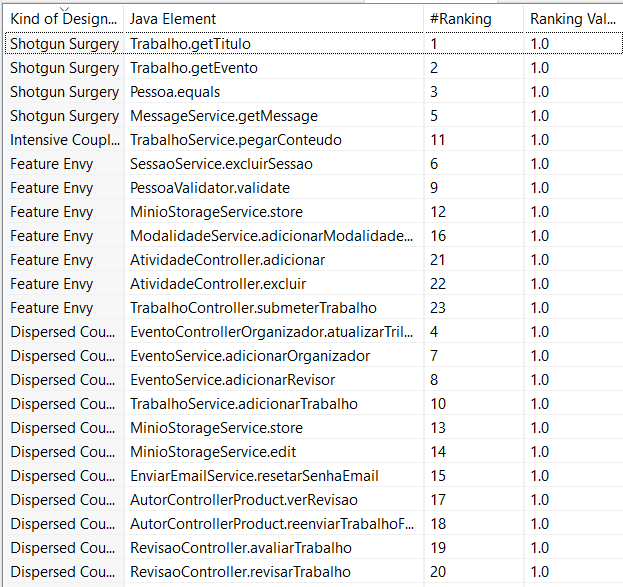 Kind of Design... Java Element #Ranking Ranking Val...
Shotgun Surgery Trabalho.getTitulo 1 1.0
Shotgun Surgery Trabalho.getEvento 2 1.0
Shotgun Surgery Pessoa.equals 3 1.0
Shotgun Surgery MessageService.getMessage 5 1.0
Intensive Coupl... TrabalhoService.pegarConteudo 11 1.0
Feature Envy SessaoService.excluirSessao 6 1.0
Feature Envy PessoaValidator.validate 9 1.0
Feature Envy MinioStorageService.store 12 1.0
Feature Envy ModalidadeService.adicionarModalidade... 16 1.0
Feature Envy AtividadeController.adicionar 21 1.0
Feature Envy AtividadeController.excluir 22 1.0
Feature Envy TrabalhoController.submeterTrabalho 23 1.0
Dispersed Cou... EventoControllerOrganizador.atualizarTril... 4 1.0
Dispersed Cou... EventoService.adicionarOrganizador 7 1.0
Dispersed Cou... EventoService.adicionarRevisor 8 1.0
Dispersed Cou... TrabalhoService.adicionarTrabalho 10 1.0
Dispersed Cou... MinioStorageService.store 13 1.0
Dispersed Cou... MinioStorageService.edit 14 1.0
Dispersed Cou... EnviarEmailService.resetarSenhaEmail 15 1.0
Dispersed Cou... AutorControllerProduct.verRevisao 17 1.0
Dispersed Cou... AutorControllerProduct.reenviarTrabalhoF... 18 1.0
Dispersed Cou... RevisaoController.avaliarTrabalho 19 1.0
Dispersed Cou... RevisaoController.revisarTrabalho 20 1.0